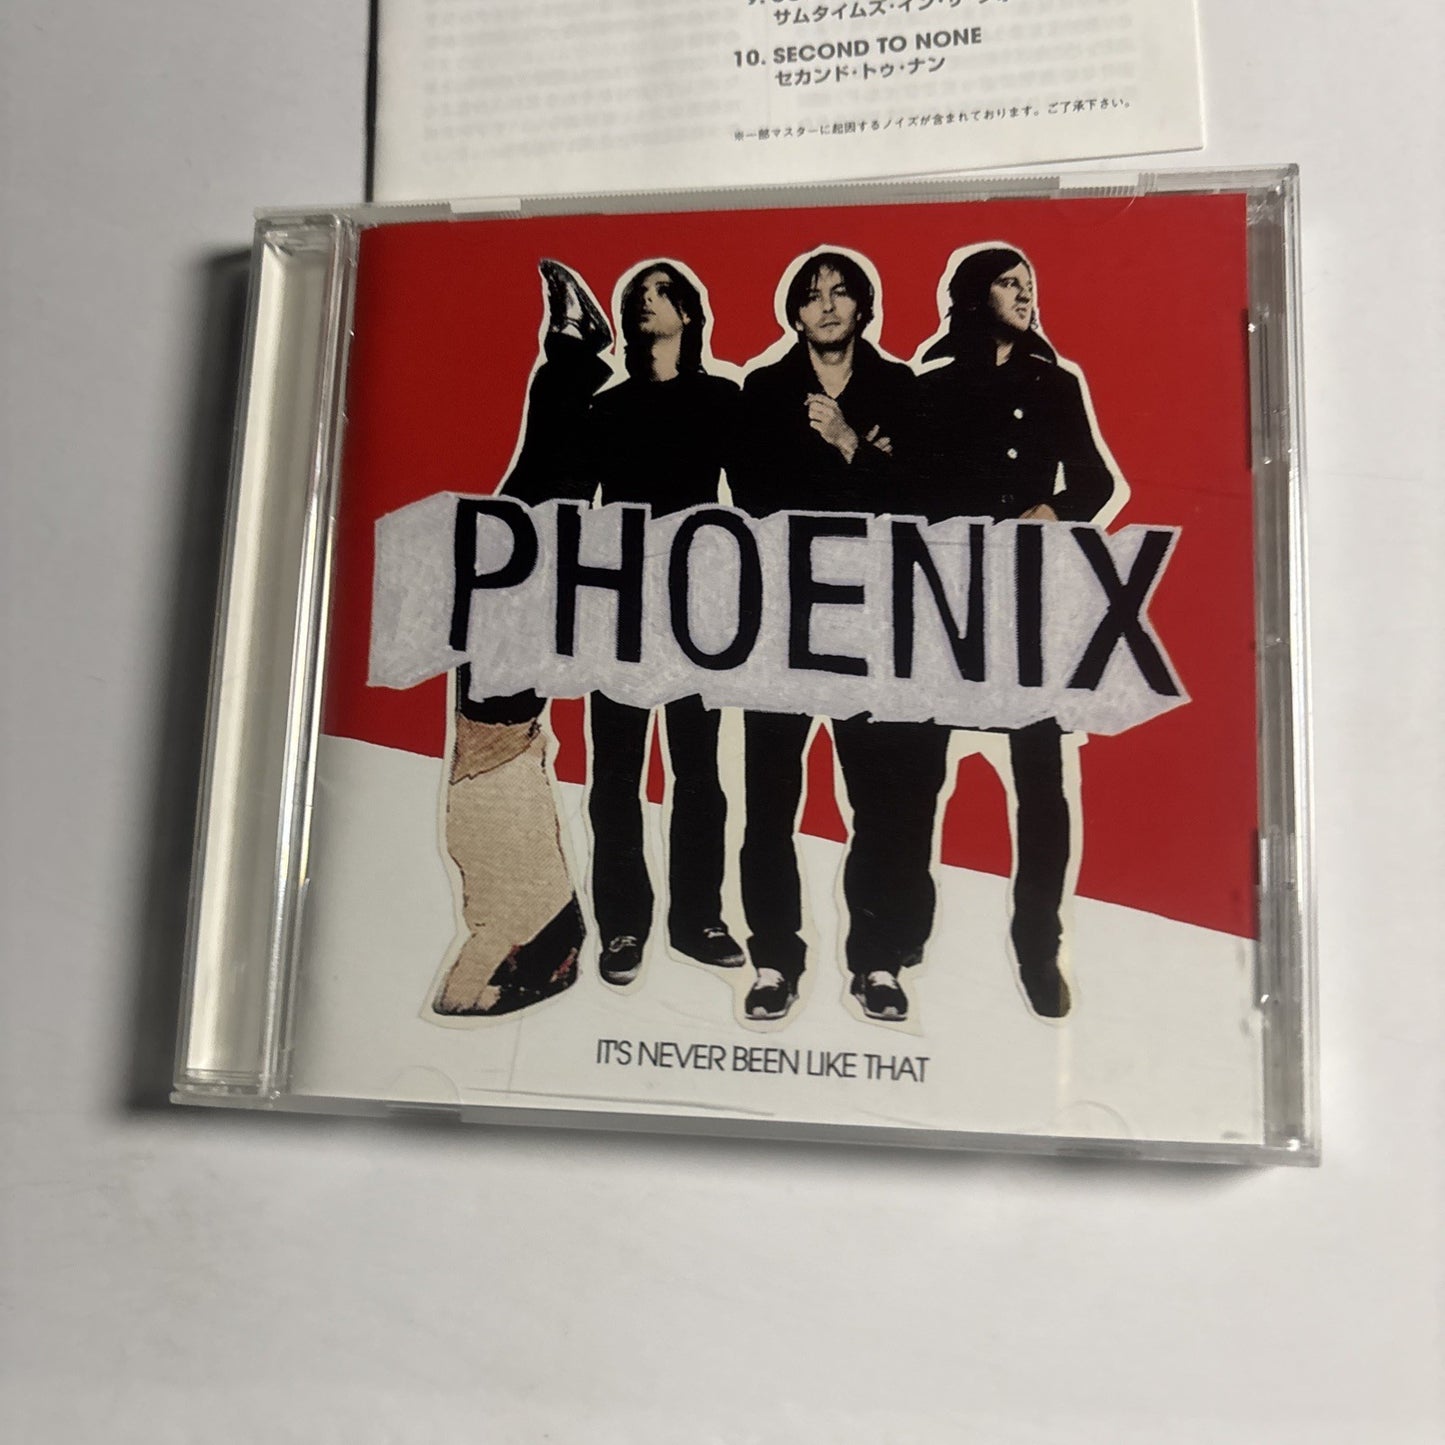 サムタイムズ・イン・ザ・フォ
10. SECOND TO NONE
セカンド・トゥ・ナン
※一部マスターに起因するノイズが含まれております。ご了承下さい。
PHOENIX
IT'S NEVER BEEN LIKE THAT